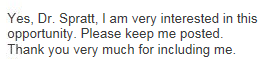 Yes, Dr. Spratt, I am very interested in this
opportunity. Please keep me posted.
Thank you very much for including me.